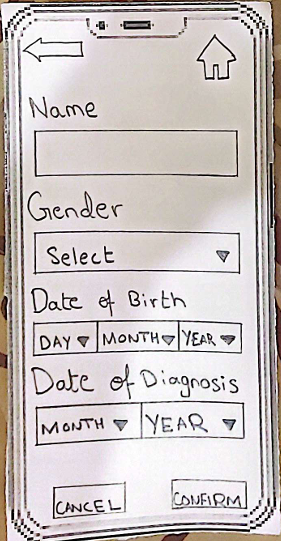 Name
Gender
Select
Date of Birth
DAY MONTH YEAR
Date of Diagnosis
MONTH YEAR
CANCEL CONFIRM